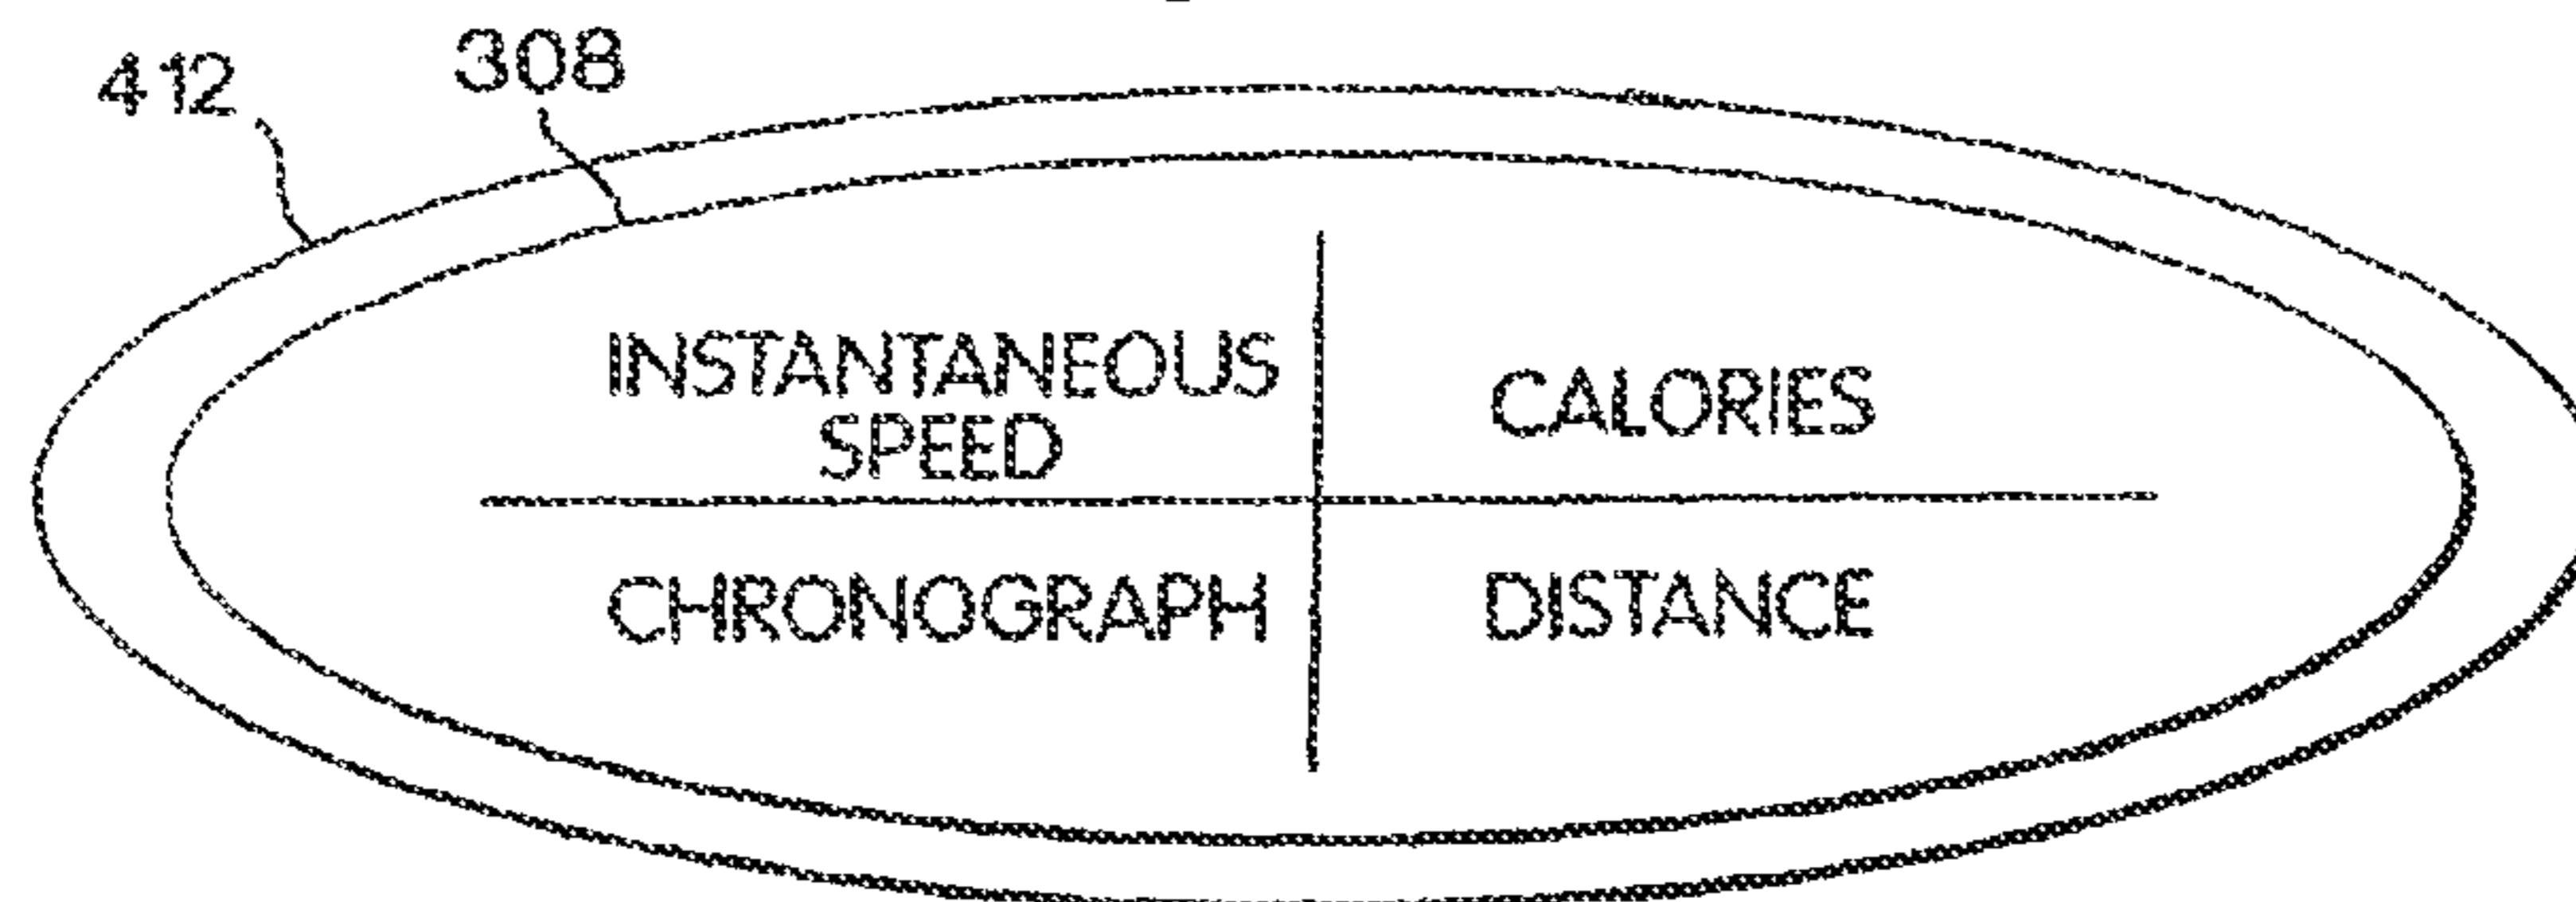 412
308
INSTANTANEOUS
SPEED
CALORIES
CHRONOGRAPH
DISTANCE